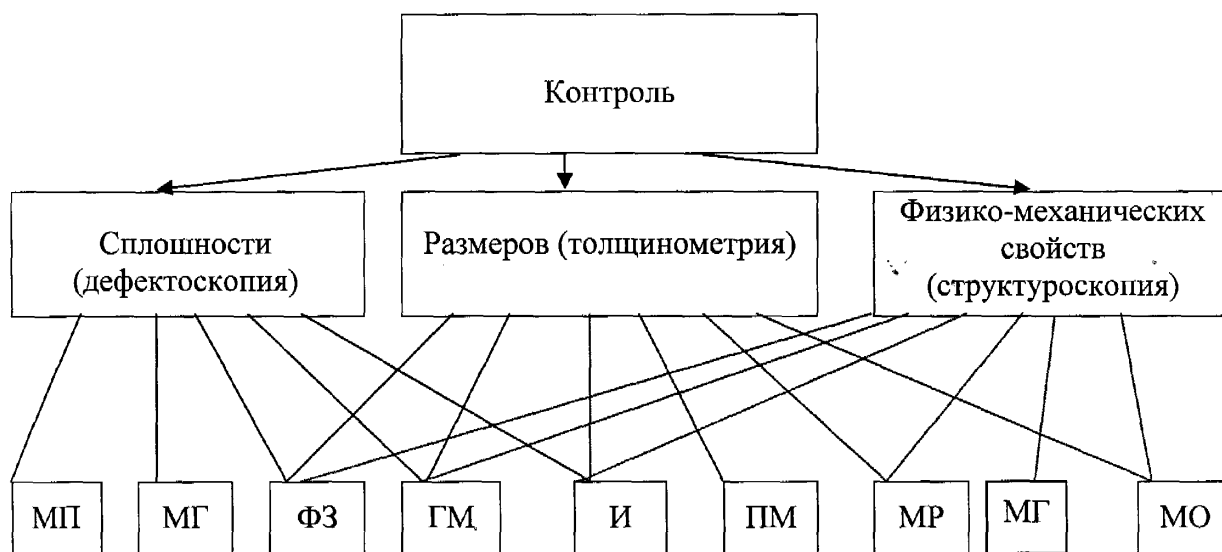 Контроль
Сплошности
(дефектоскопия)
Размеров (толщинометрия)
Физико-механических
свойств
(структуроскопия)
МП
МГ
ФЗ
ГМ
И
ПМ
МР
МГ
МО